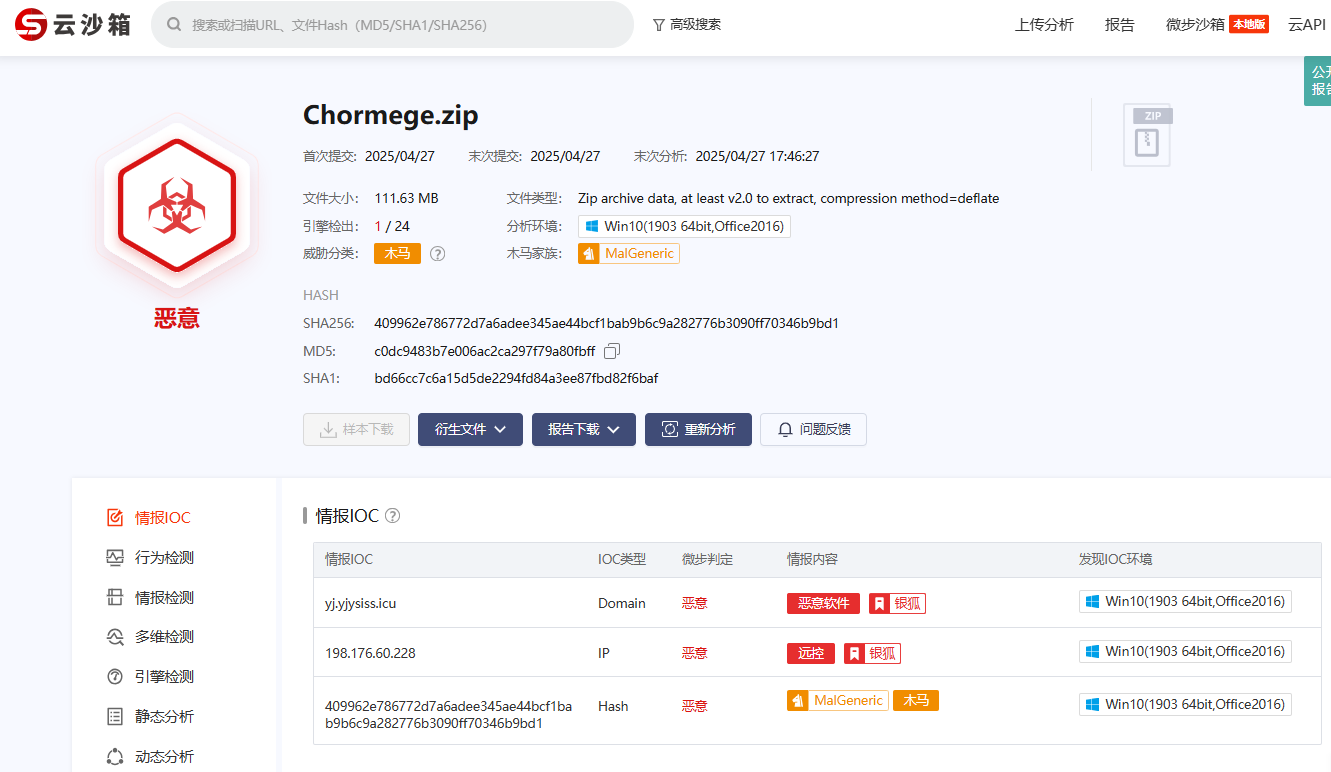 云沙箱
搜索或扫描URL、文件Hash（MD5/SHA1/SHA256）
高级搜索
上传分析
报告
微步沙箱 本地版
云API
公开
报告
Chormege.zip
ZIP
首次提交: 2025/04/27 末次提交: 2025/04/27 末次分析: 2025/04/27 17:46:27
文件大小: 111.63 MB 文件类型: Zip archive data, at least v2.0 to extract, compression method=deflate
引擎检出: 1 / 24 分析环境: Win10(1903 64bit,Office2016)
威胁分类: 木马 ? 木马家族: MalGeneric
恶意
HASH
SHA256: 409962e786772d7a6adee345ae44bcf1bab9b6c9a282776b3090ff70346b9bd1
MD5: c0dc9483b7e006ac2ca297f79a80fbff
SHA1: bd66cc7c6a15d5de2294fd84a3ee87fbd82f6baf
样本下载 衍生文件 报告下载 重新分析 问题反馈
情报IOC
行为检测
情报检测
多维检测
引擎检测
静态分析
动态分析
情报IOC ?
情报IOC IOC类型 微步判定 情报内容 发现IOC环境
yj.yjysiss.icu Domain 恶意 恶意软件 银狐 Win10(1903 64bit,Office2016)
198.176.60.228 IP 恶意 远控 银狐 Win10(1903 64bit,Office2016)
409962e786772d7a6adee345ae44bcf1ba Hash 恶意 MalGeneric 木马 Win10(1903 64bit,Office2016)
b9b6c9a282776b3090ff70346b9bd1